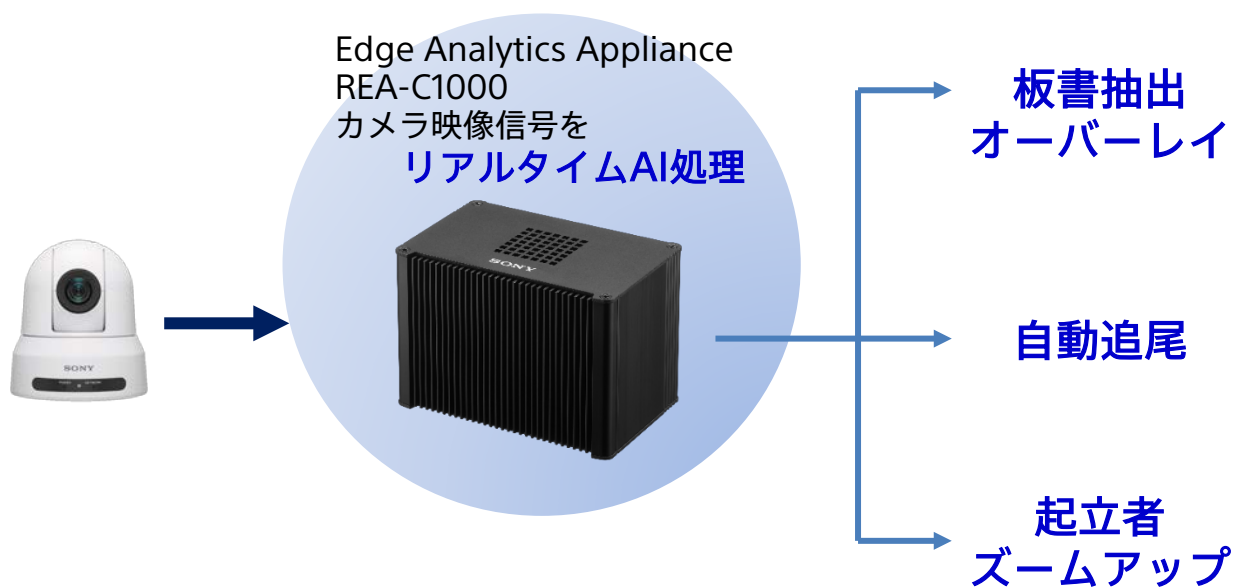 Edge Analytics Appliance
REA-C1000
カメラ映像信号を
リアルタイムAI処理
SONY
SONY
板書抽出
オーバーレイ
自動追尾
起立者
ズームアップ